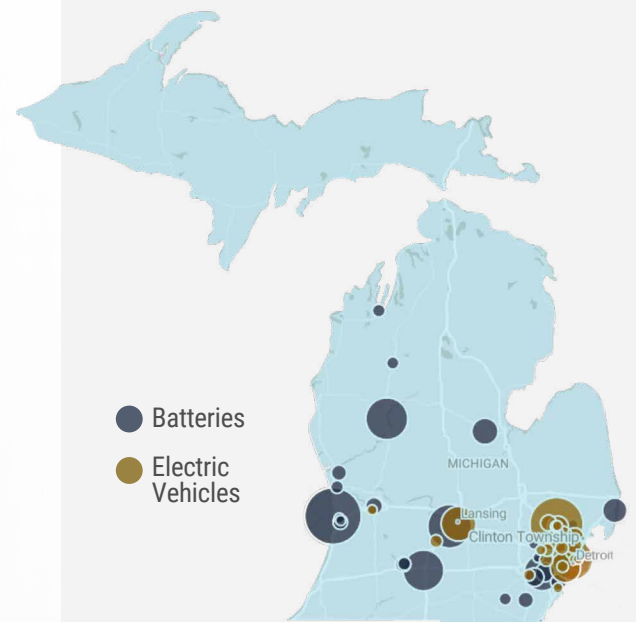 Batteries
Electric
Vehicles
MICHIGAN
Lansing
Clinton Township
Detroit